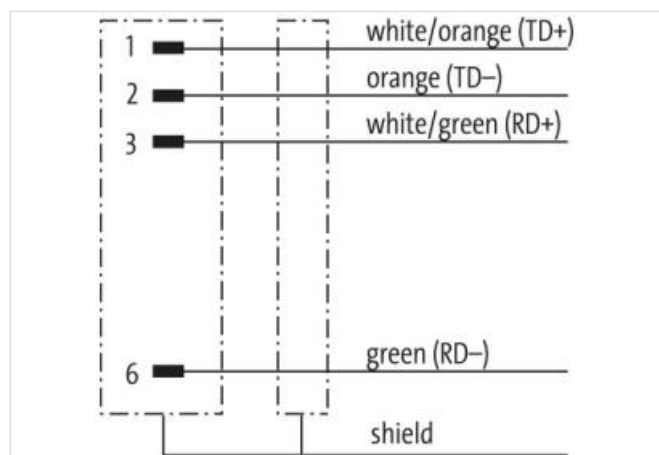 1 white/orange (TD+)
2 orange (TD–)
3 white/green (RD+)
6 green (RD–)
shield